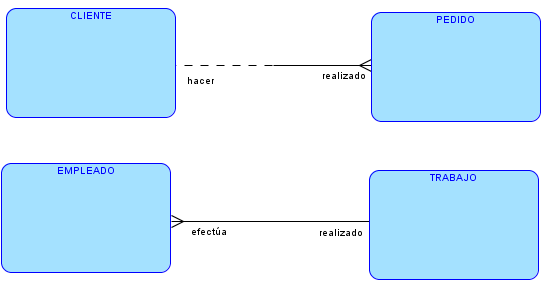 CLIENTE
PEDIDO
hacer
realizado
EMPLEADO
TRABAJO
efectúa
realizado